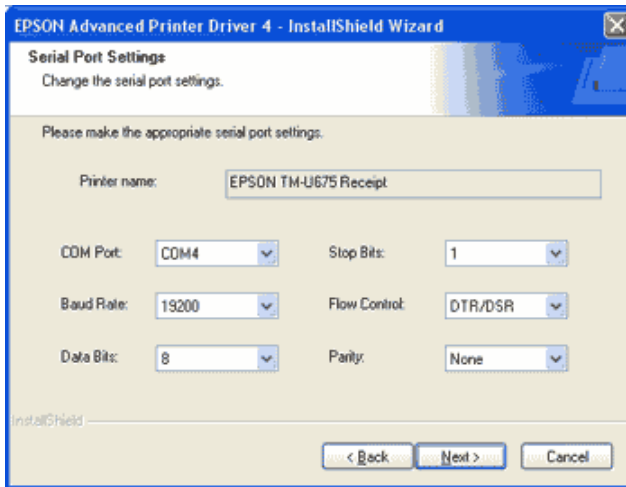 EPSON Advanced Printer Driver 4 - InstallShield Wizard
Serial Port Settings
Change the serial port settings.
Please make the appropriate serial port settings.
Printer name: EPSON TM-U675 Receipt
COM Port: COM4 Stop Bits: 1
Baud Rate: 19200 Flow Control: DTR/DSR
Data Bits: 8 Parity: None
InstallShield
< Back Next > Cancel